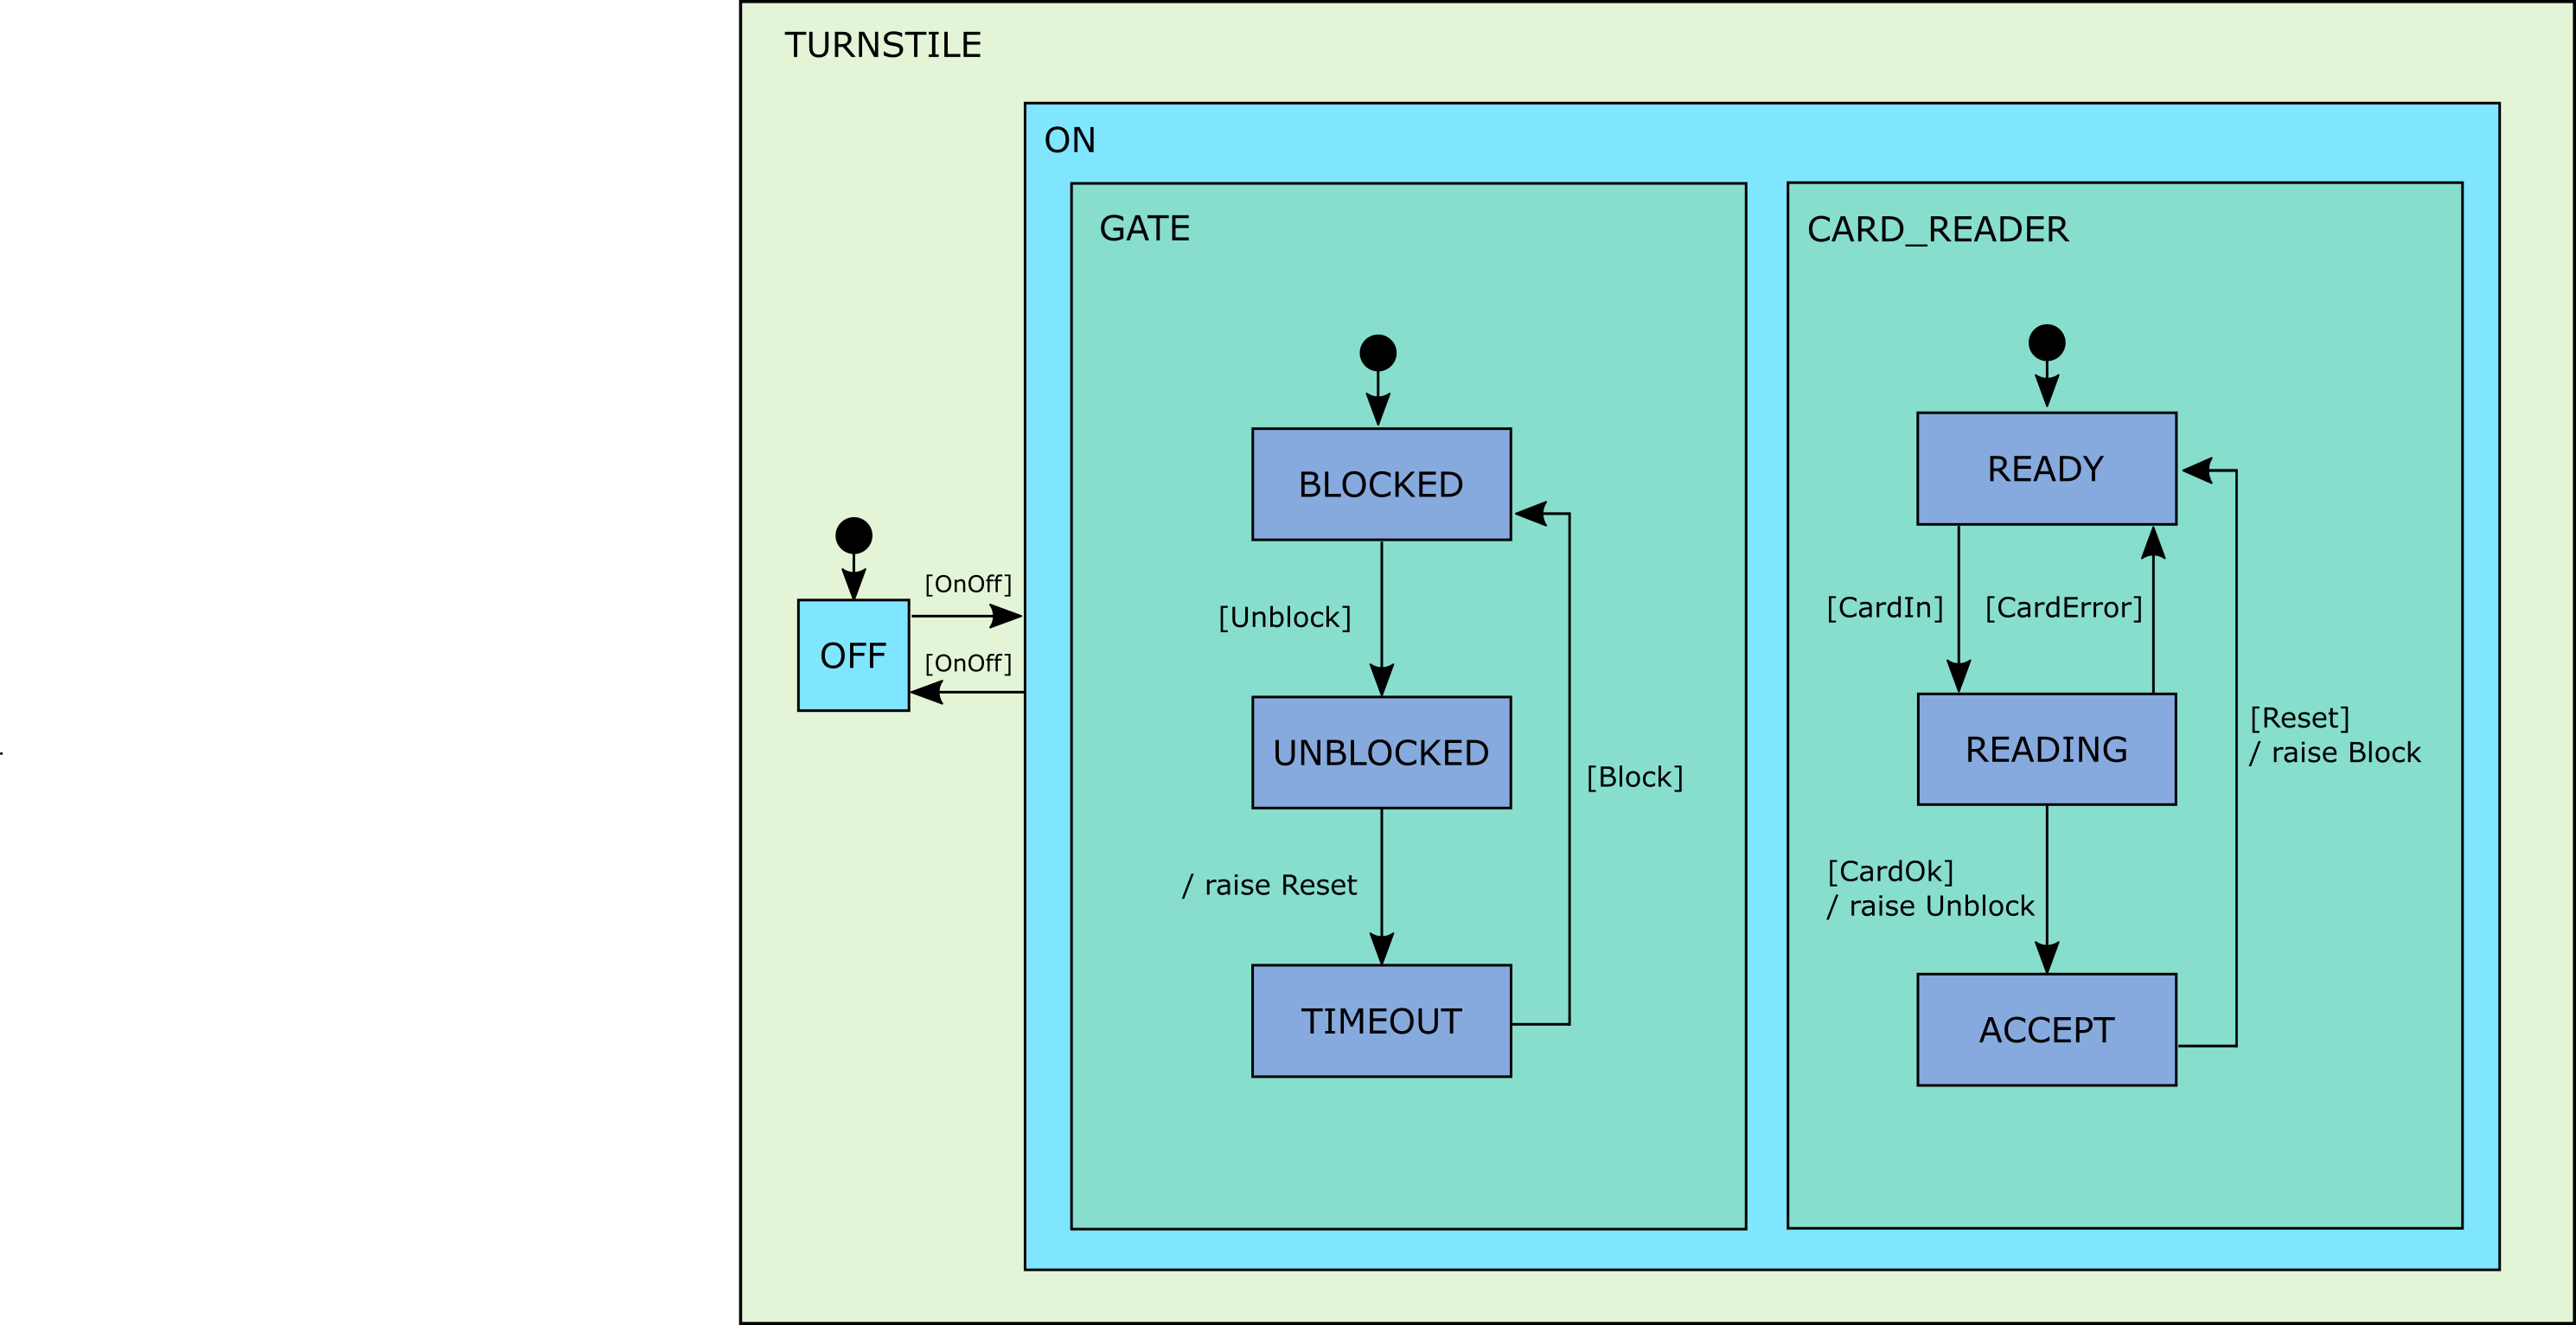 TURNSTILE
ON
GATE
CARD_READER
BLOCKED
READY
[OnOff]
OFF
[OnOff]
[Unblock]
[CardIn]
[CardError]
UNBLOCKED
READING
[Block]
[Reset]
/ raise Block
/ raise Reset
[CardOk]
/ raise Unblock
TIMEOUT
ACCEPT